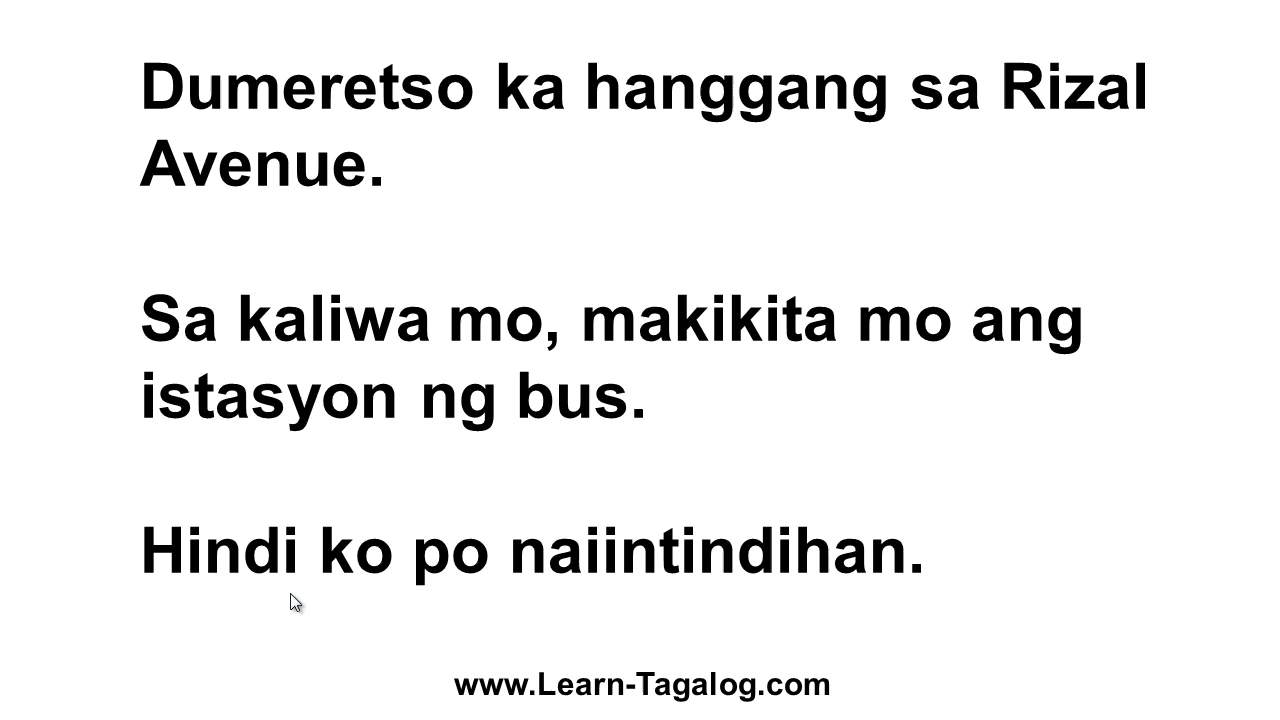 Dumeretso ka hanggang sa Rizal
Avenue.
Sa kaliwa mo, makikita mo ang
istasyon ng bus.
Hindi ko po naiintindihan.
www.Learn-Tagalog.com